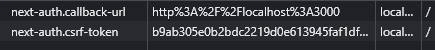 next-auth.callback-url http%3A%2F%2Flocalhost%3A3000 local... /
next-auth.csrf-token b9ab305e0b2bdc2219d0e613945faf1df... local... /